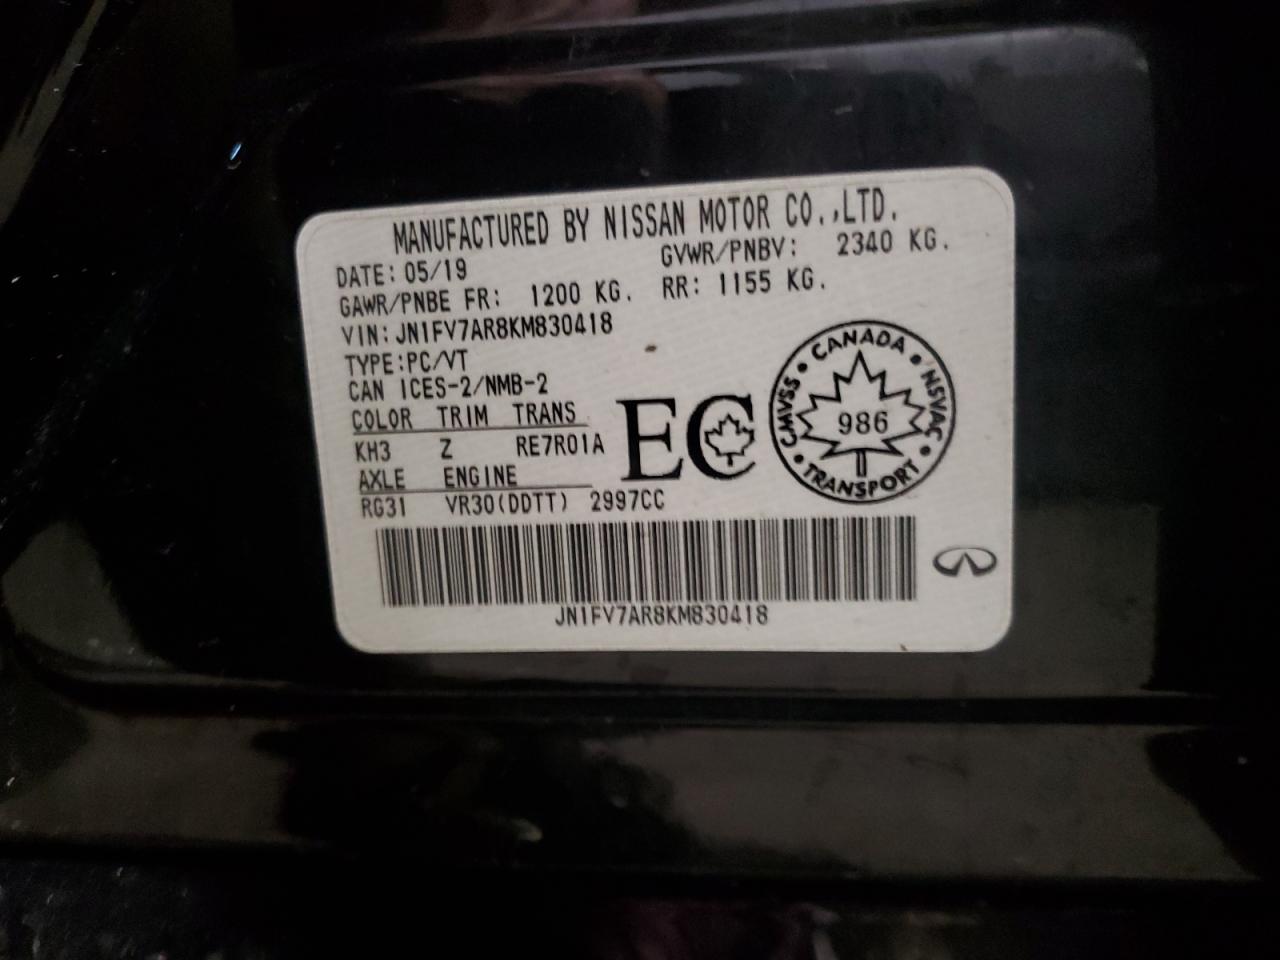 MANUFACTURED BY NISSAN MOTOR CO.,LTD.
DATE: 05/19 GVWR/PNBV: 2340 KG.
GAWR/PNBE FR: 1200 KG. RR: 1155 KG.
VIN: JN1FV7AR8KM830418
TYPE: PC/VT
CAN ICES-2/NMB-2
COLOR TRIM TRANS
KH3 Z RE7R01A
AXLE ENGINE
RG31 VR30(DDTT) 2997CC
EC
CANADA
CMVSS
NSVAC
986
TRANSPORT
JN1FV7AR8KM830418